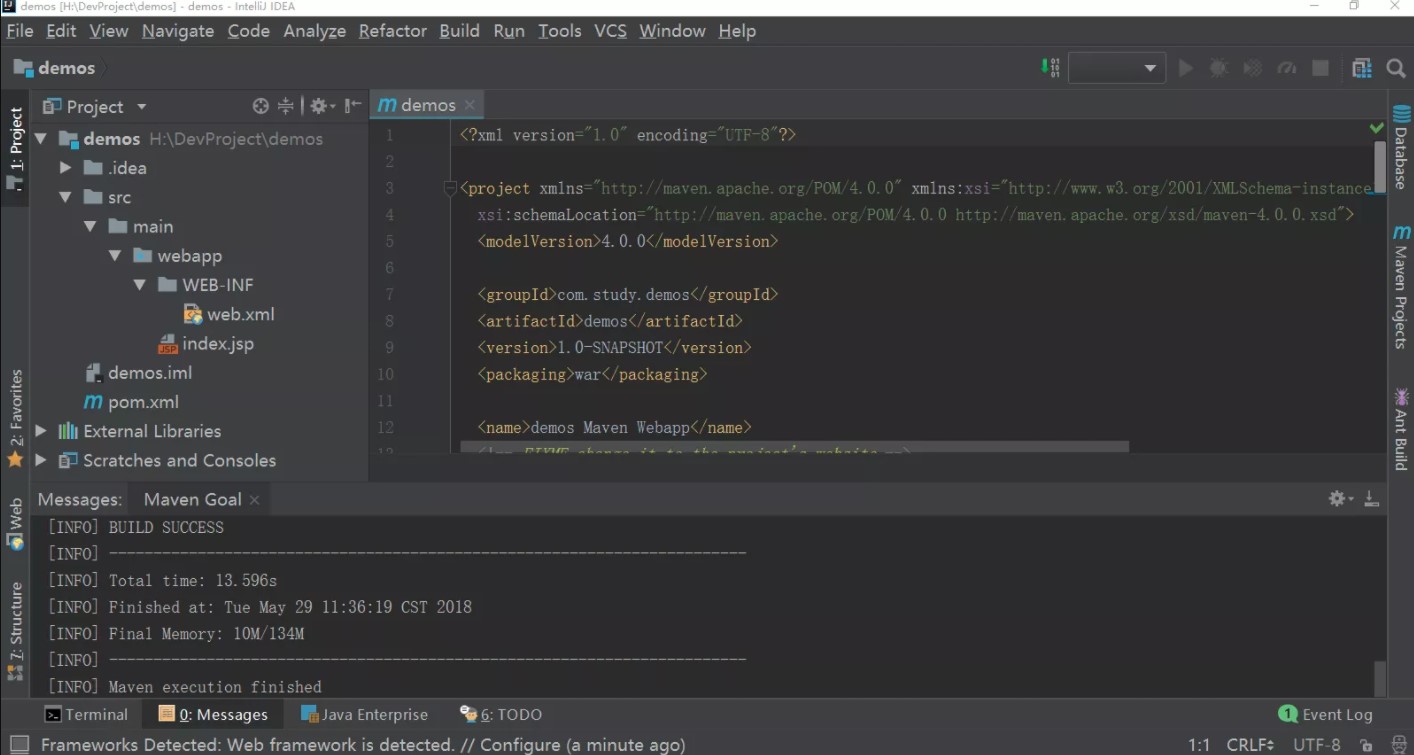 demos [H:\DevProject\demos] - demos - IntelliJ IDEA
File Edit View Navigate Code Analyze Refactor Build Run Tools VCS Window Help
demos
Project
demos
1: Project
demos H:\DevProject\demos
.idea
src
main
webapp
WEB-INF
web.xml
JSP index.jsp
demos.iml
pom.xml
External Libraries
Scratches and Consoles
2: Favorites
Web
7: Structure
1 <?xml version="1.0" encoding="UTF-8"?>
2
3 <project xmlns="http://maven.apache.org/POM/4.0.0" xmlns:xsi="http://www.w3.org/2001/XMLSchema-instance
4 xsi:schemaLocation="http://maven.apache.org/POM/4.0.0 http://maven.apache.org/xsd/maven-4.0.0.xsd">
5 <modelVersion>4.0.0</modelVersion>
6
7 <groupId>com.study.demos</groupId>
8 <artifactId>demos</artifactId>
9 <version>1.0-SNAPSHOT</version>
10 <packaging>war</packaging>
11
12 <name>demos Maven Webapp</name>
13 <!-- FIXME change it to the project's website -->
Database
Maven Projects
Ant Build
Messages: Maven Goal
[INFO] BUILD SUCCESS
[INFO] ------------------------------------------------------------------------
[INFO] Total time: 13.596s
[INFO] Finished at: Tue May 29 11:36:19 CST 2018
[INFO] Final Memory: 10M/134M
[INFO] ------------------------------------------------------------------------
[INFO] Maven execution finished
Terminal 0: Messages Java Enterprise 6: TODO 1 Event Log
Frameworks Detected: Web framework is detected. // Configure (a minute ago) 1:1 CRLF UTF-8